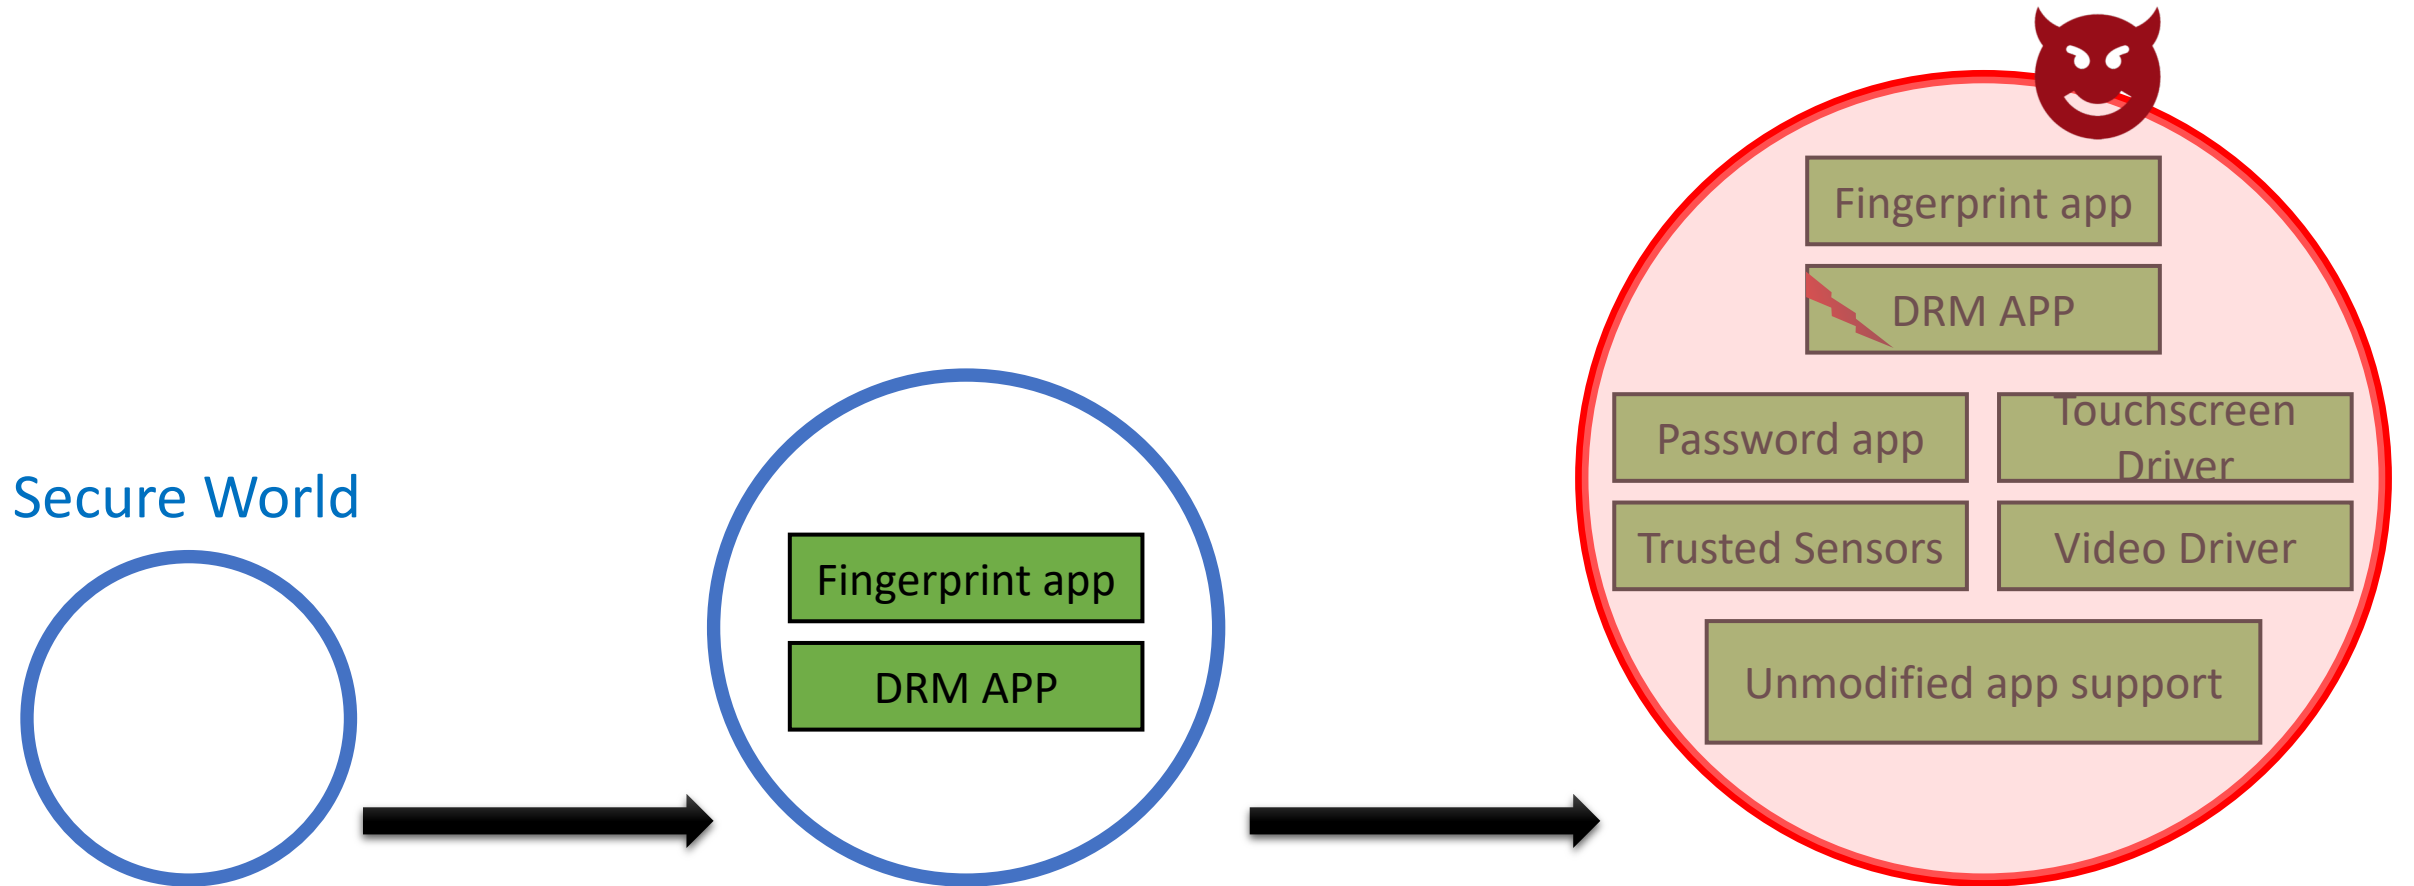 Secure World
Fingerprint app
DRM APP
Fingerprint app
DRM APP
Password app
Touchscreen
Driver
Trusted Sensors
Video Driver
Unmodified app support